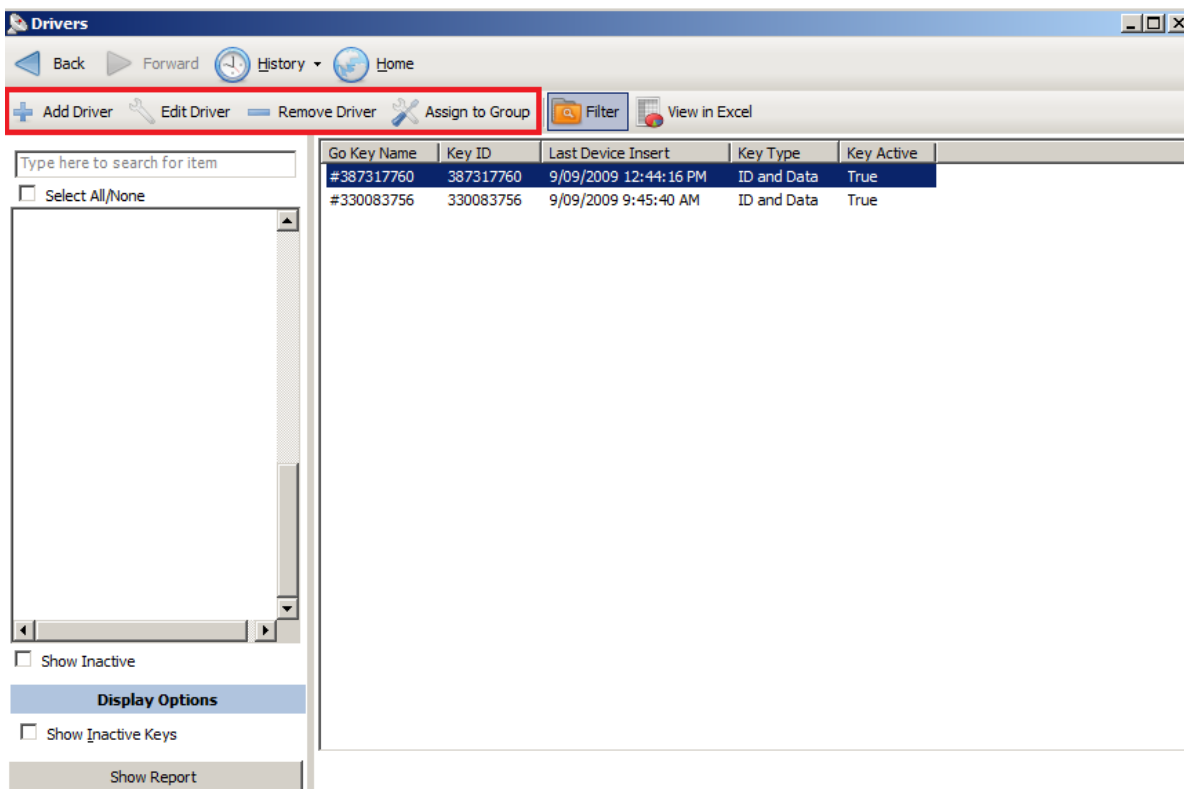 Drivers
Back Forward History Home
Add Driver Edit Driver Remove Driver Assign to Group Filter View in Excel
Type here to search for item
Select All/None
Go Key Name Key ID Last Device Insert Key Type Key Active
#387317760 387317760 9/09/2009 12:44:16 PM ID and Data True
#330083756 330083756 9/09/2009 9:45:40 AM ID and Data True
Show Inactive
Display Options
Show Inactive Keys
Show Report